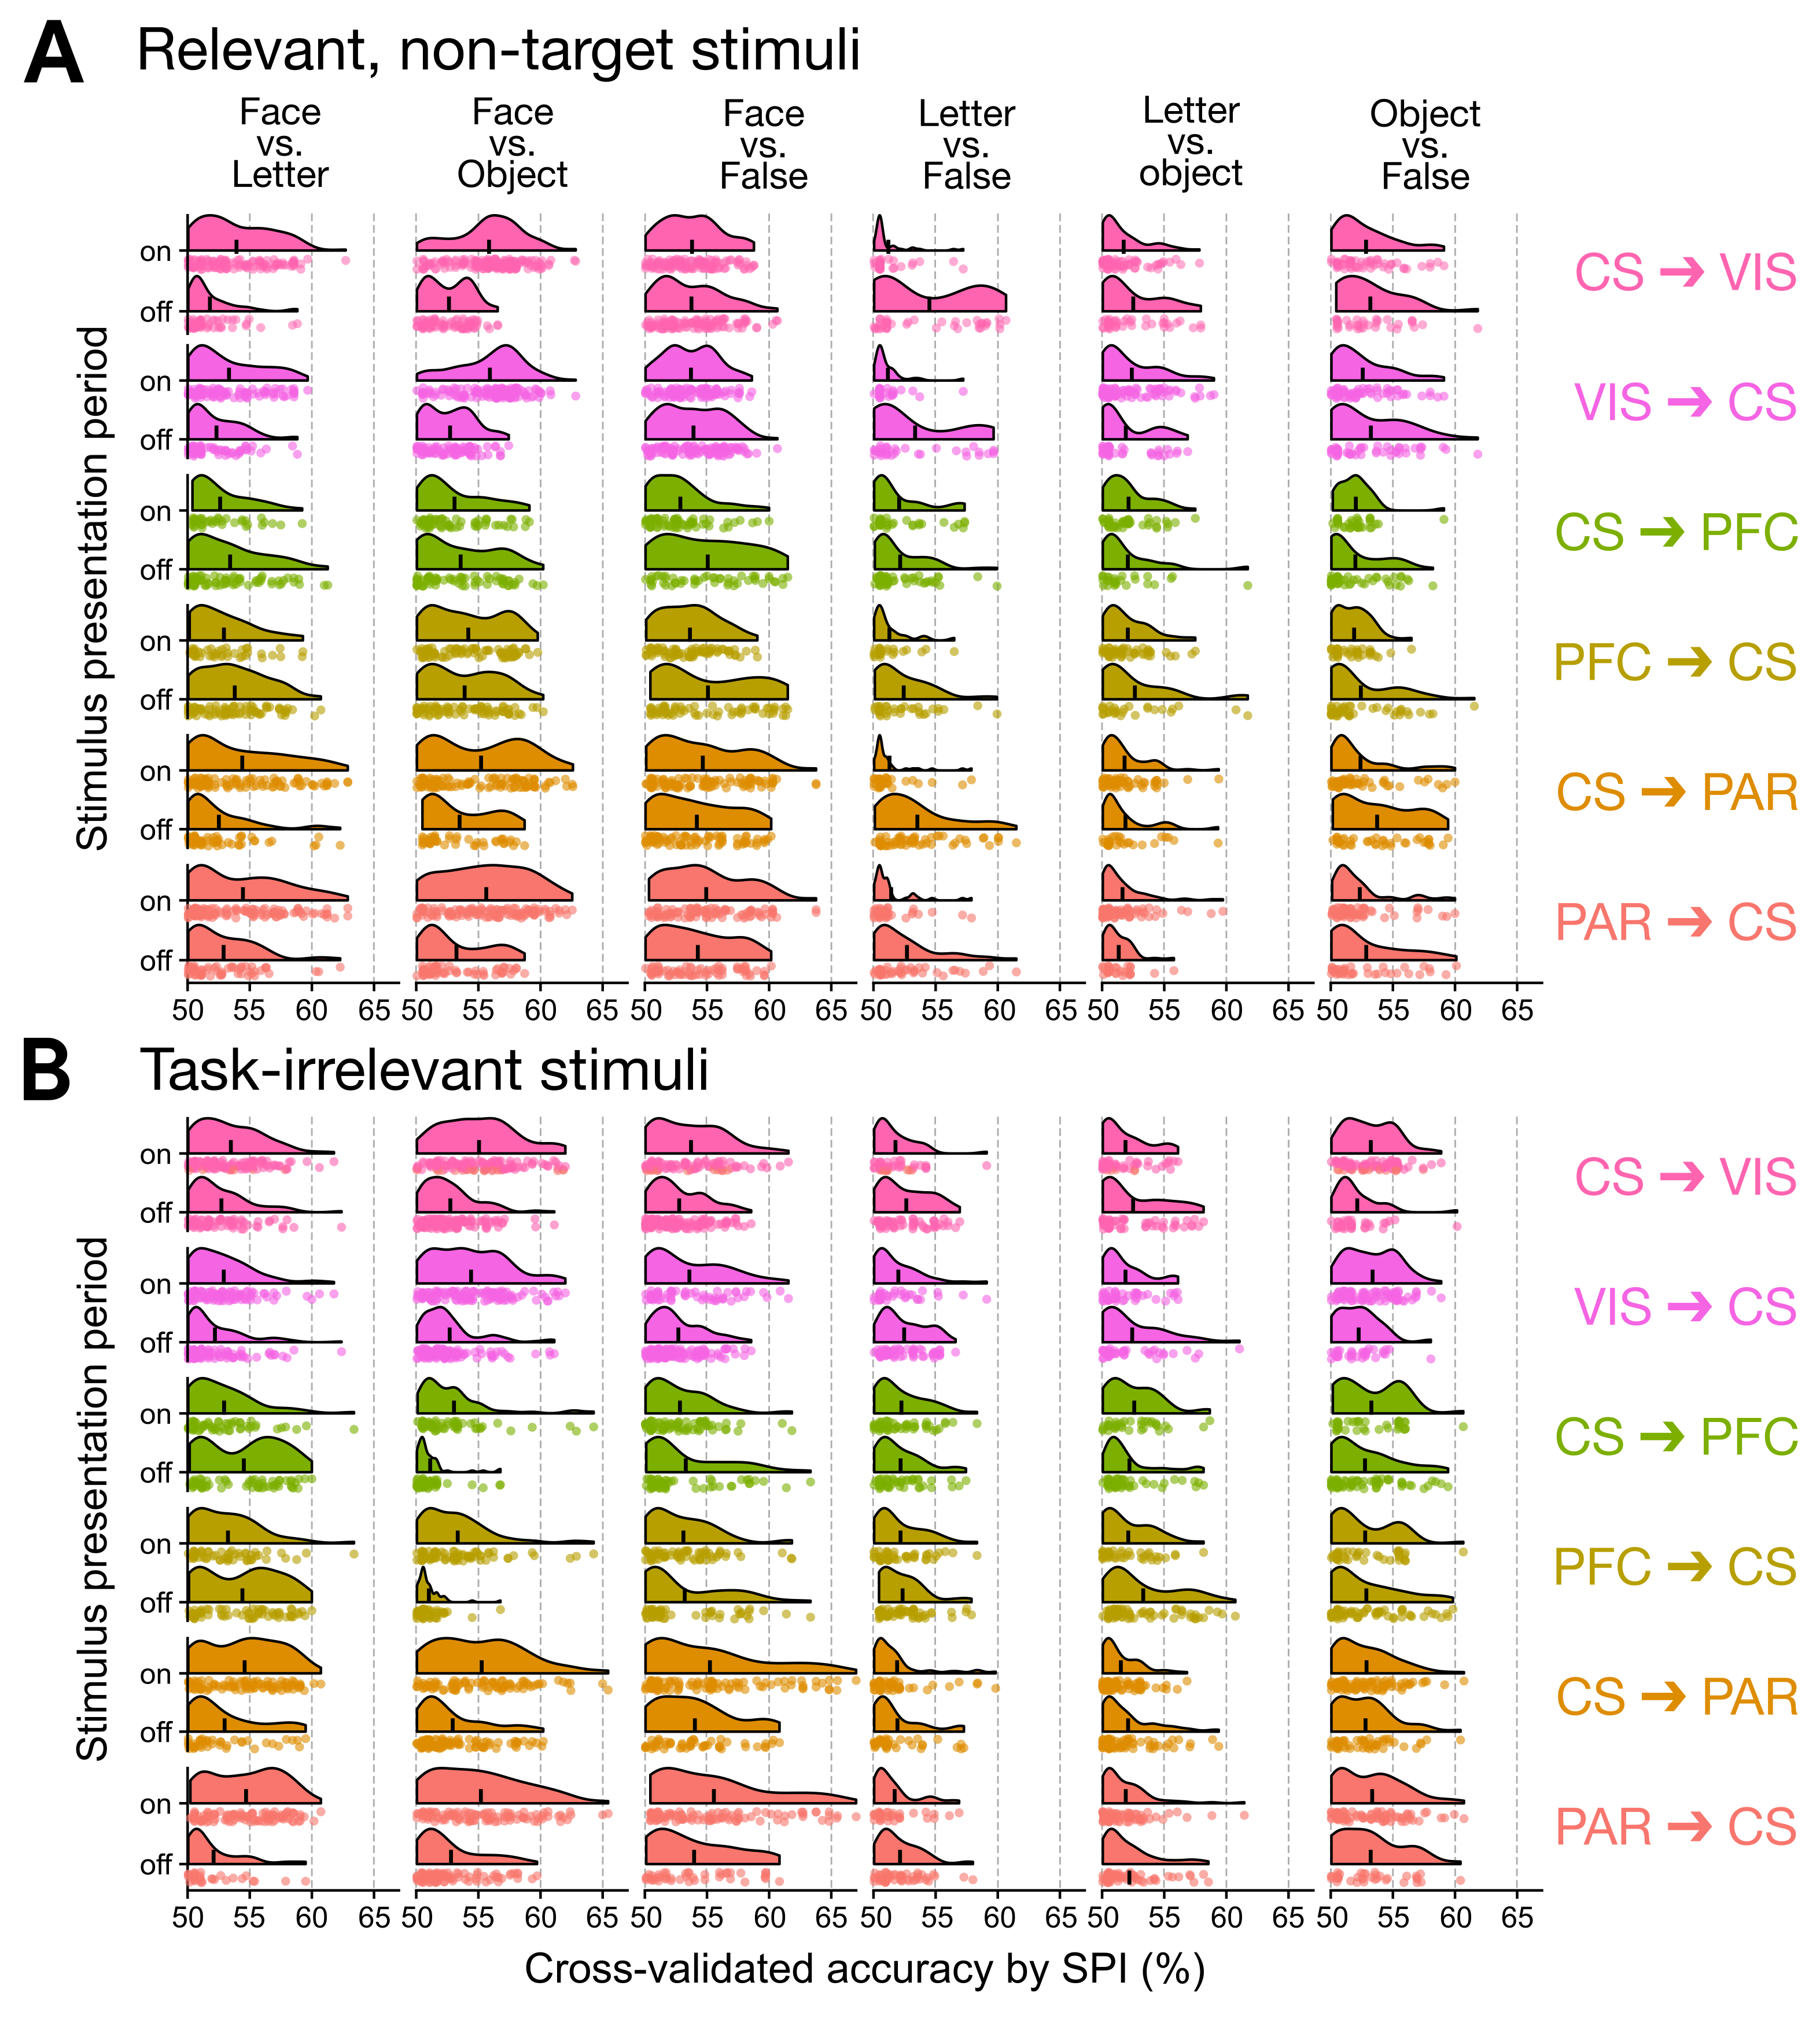 A Relevant, non-target stimuli
Face vs. Letter
Face vs. Object
Face vs. False
Letter vs. False
Letter vs. object
Object vs. False
Stimulus presentation period
on
off
CS → VIS
on
off
VIS → CS
on
off
CS → PFC
on
off
PFC → CS
on
off
CS → PAR
on
off
PAR → CS
50 55 60 65 50 55 60 65 50 55 60 65 50 55 60 65 50 55 60 65 50 55 60 65
B Task-irrelevant stimuli
Stimulus presentation period
on
off
CS → VIS
on
off
VIS → CS
on
off
CS → PFC
on
off
PFC → CS
on
off
CS → PAR
on
off
PAR → CS
50 55 60 65 50 55 60 65 50 55 60 65 50 55 60 65 50 55 60 65 50 55 60 65
Cross-validated accuracy by SPI (%)